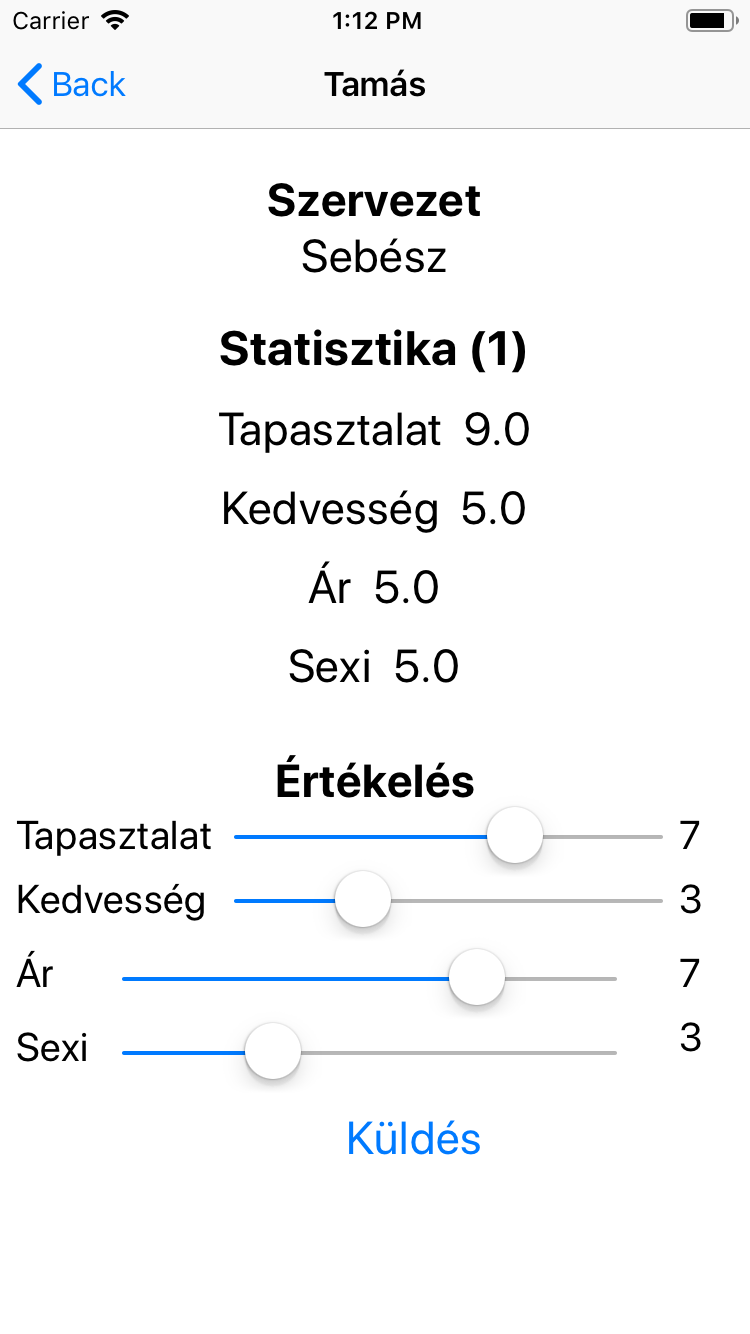 Carrier 1:12 PM
Back Tamás
Szervezet
Sebész
Statisztika (1)
Tapasztalat 9.0
Kedvesség 5.0
Ár 5.0
Sexi 5.0
Értékelés
Tapasztalat 7
Kedvesség 3
Ár 7
Sexi 3
Küldés